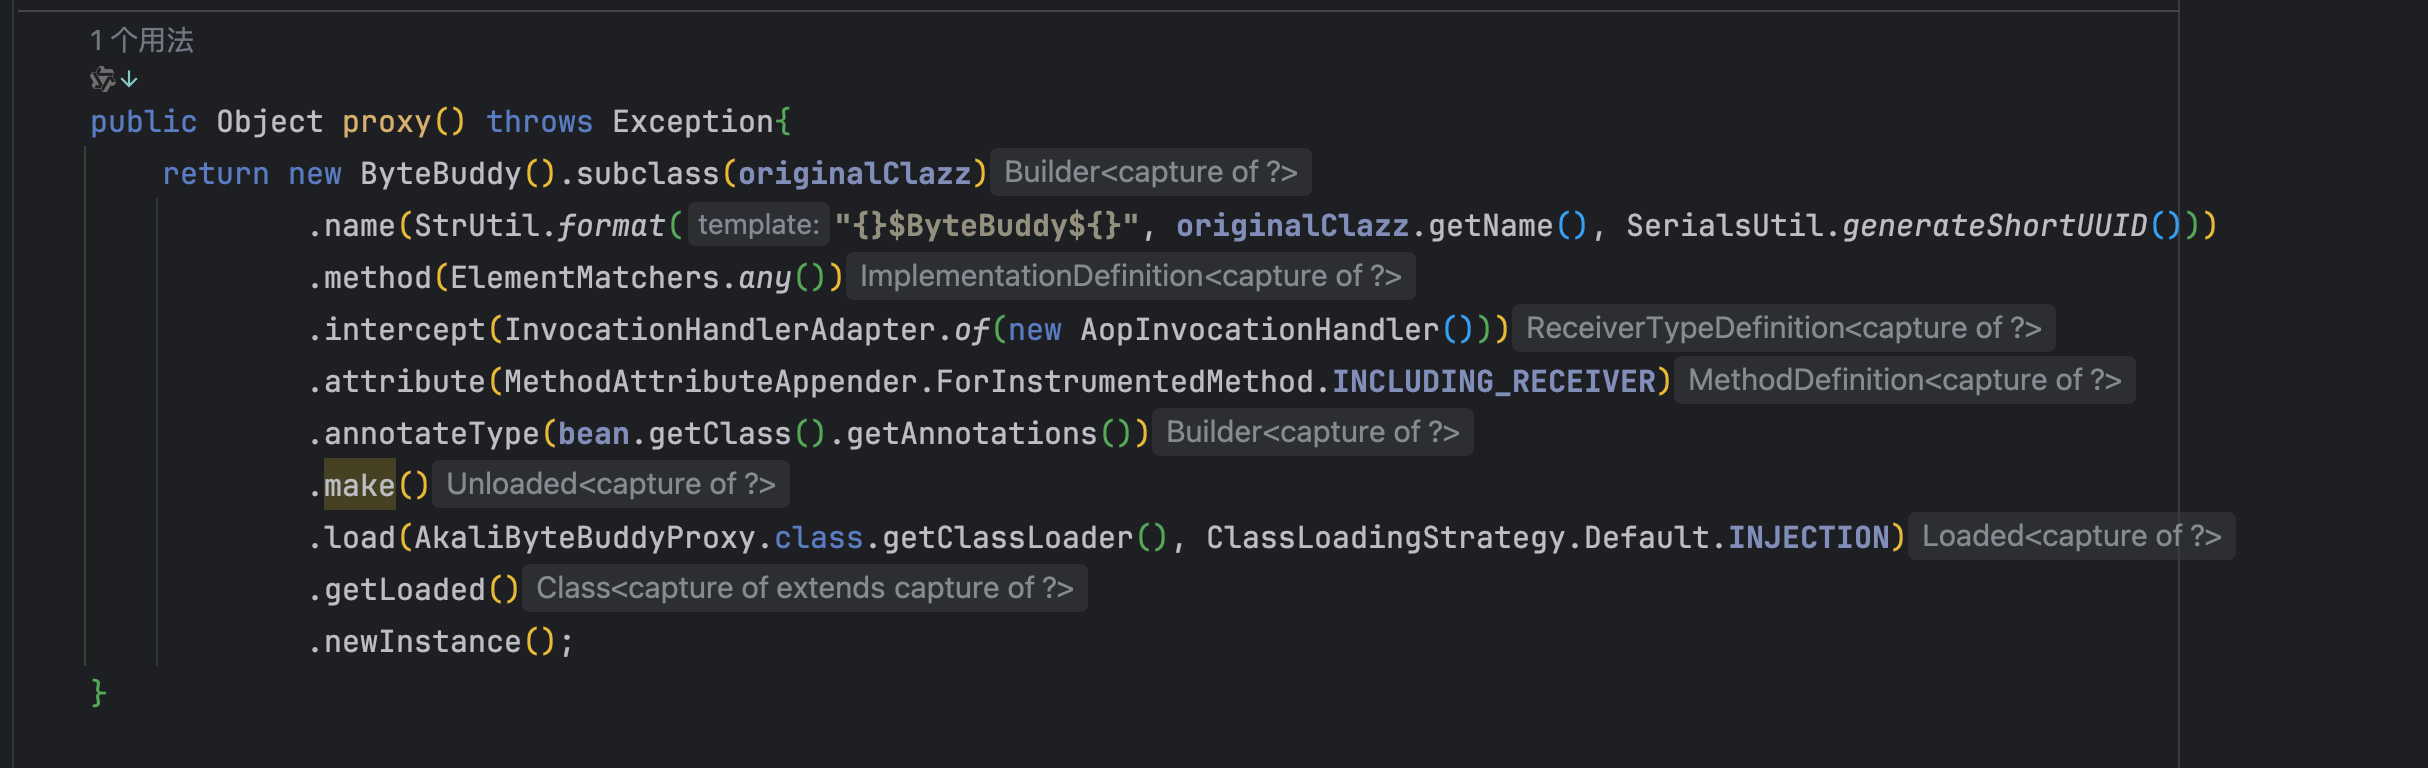 1 个用法
public Object proxy() throws Exception{
return new ByteBuddy().subclass(originalClazz) Builder<capture of ?>
.name(StrUtil.format( template: "{}$ByteBuddy${}", originalClazz.getName(), SerialsUtil.generateShortUUID()))
.method(ElementMatchers.any()) ImplementationDefinition<capture of ?>
.intercept(InvocationHandlerAdapter.of(new AopInvocationHandler())) ReceiverTypeDefinition<capture of ?>
.attribute(MethodAttributeAppender.ForInstrumentedMethod.INCLUDING_RECEIVER) MethodDefinition<capture of ?>
.annotateType(bean.getClass().getAnnotations()) Builder<capture of ?>
.make() Unloaded<capture of ?>
.load(AkaliByteBuddyProxy.class.getClassLoader(), ClassLoadingStrategy.Default.INJECTION) Loaded<capture of ?>
.getLoaded() Class<capture of extends capture of ?>
.newInstance();
}